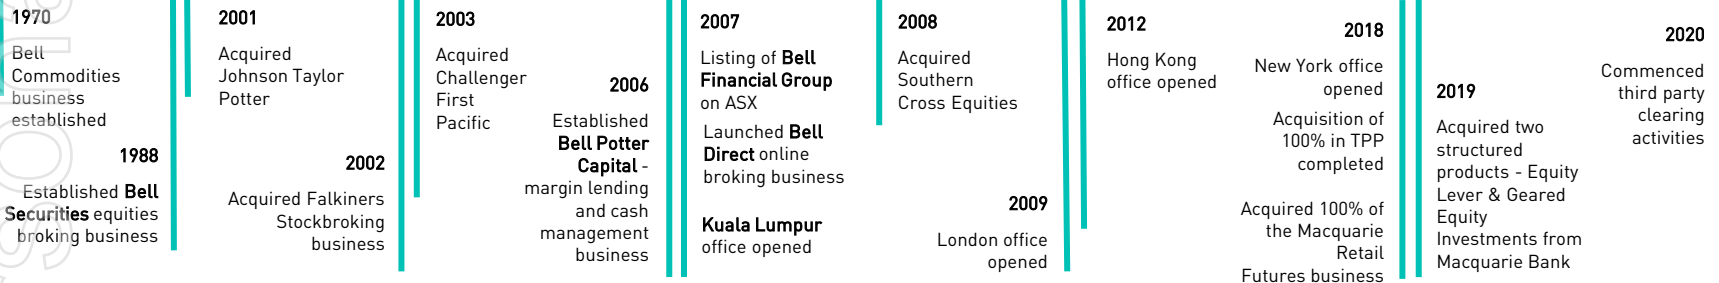 1970
Bell
Commodities
business
established
1988
Established Bell
Securities equities
broking business
2001
Acquired
Johnson Taylor
Potter
2002
Acquired Falkiners
Stockbroking
business
2003
Acquired
Challenger
First
Pacific
2006
Established
Bell Potter
Capital -
margin lending
and cash
management
business
2007
Listing of Bell
Financial Group
on ASX
Launched Bell
Direct online
broking business
Kuala Lumpur
office opened
2008
Acquired
Southern
Cross Equities
2009
London office
opened
2012
Hong Kong
office opened
2018
New York office
opened
Acquisition of
100% in TPP
completed
Acquired 100% of
the Macquarie
Retail
Futures business
2019
Acquired two
structured
products - Equity
Lever & Geared
Equity
Investments from
Macquarie Bank
2020
Commenced
third party
clearing
activities